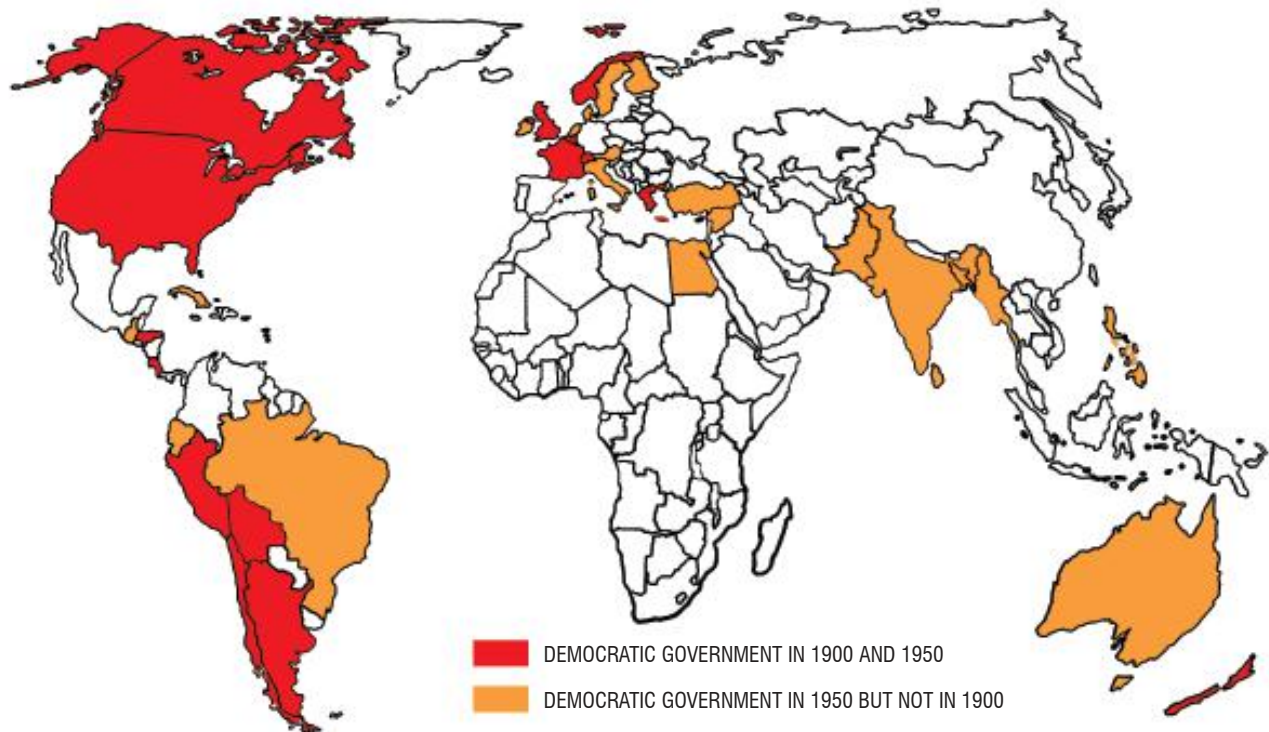 DEMOCRATIC GOVERNMENT IN 1900 AND 1950
DEMOCRATIC GOVERNMENT IN 1950 BUT NOT IN 1900